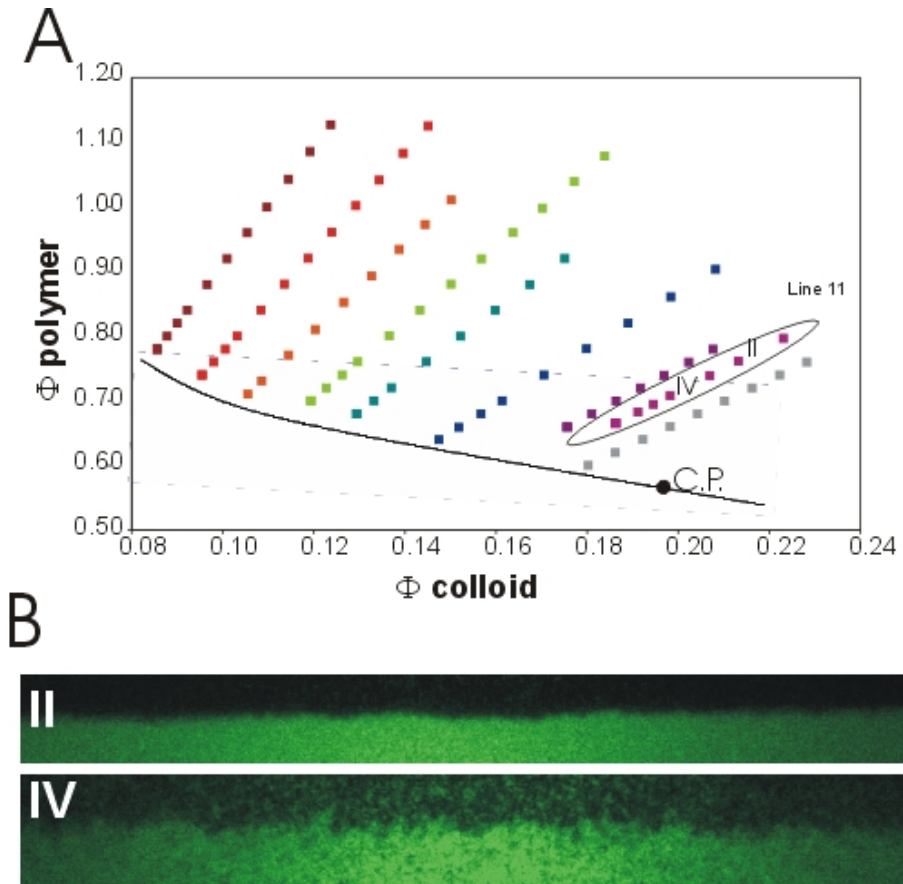 A
1.20
1.10
1.00
0.90
0.80
0.70
0.60
0.50
Φ polymer
Line 11
II
IV
C.P.
0.08 0.10 0.12 0.14 0.16 0.18 0.20 0.22 0.24
Φ colloid
B
II
IV